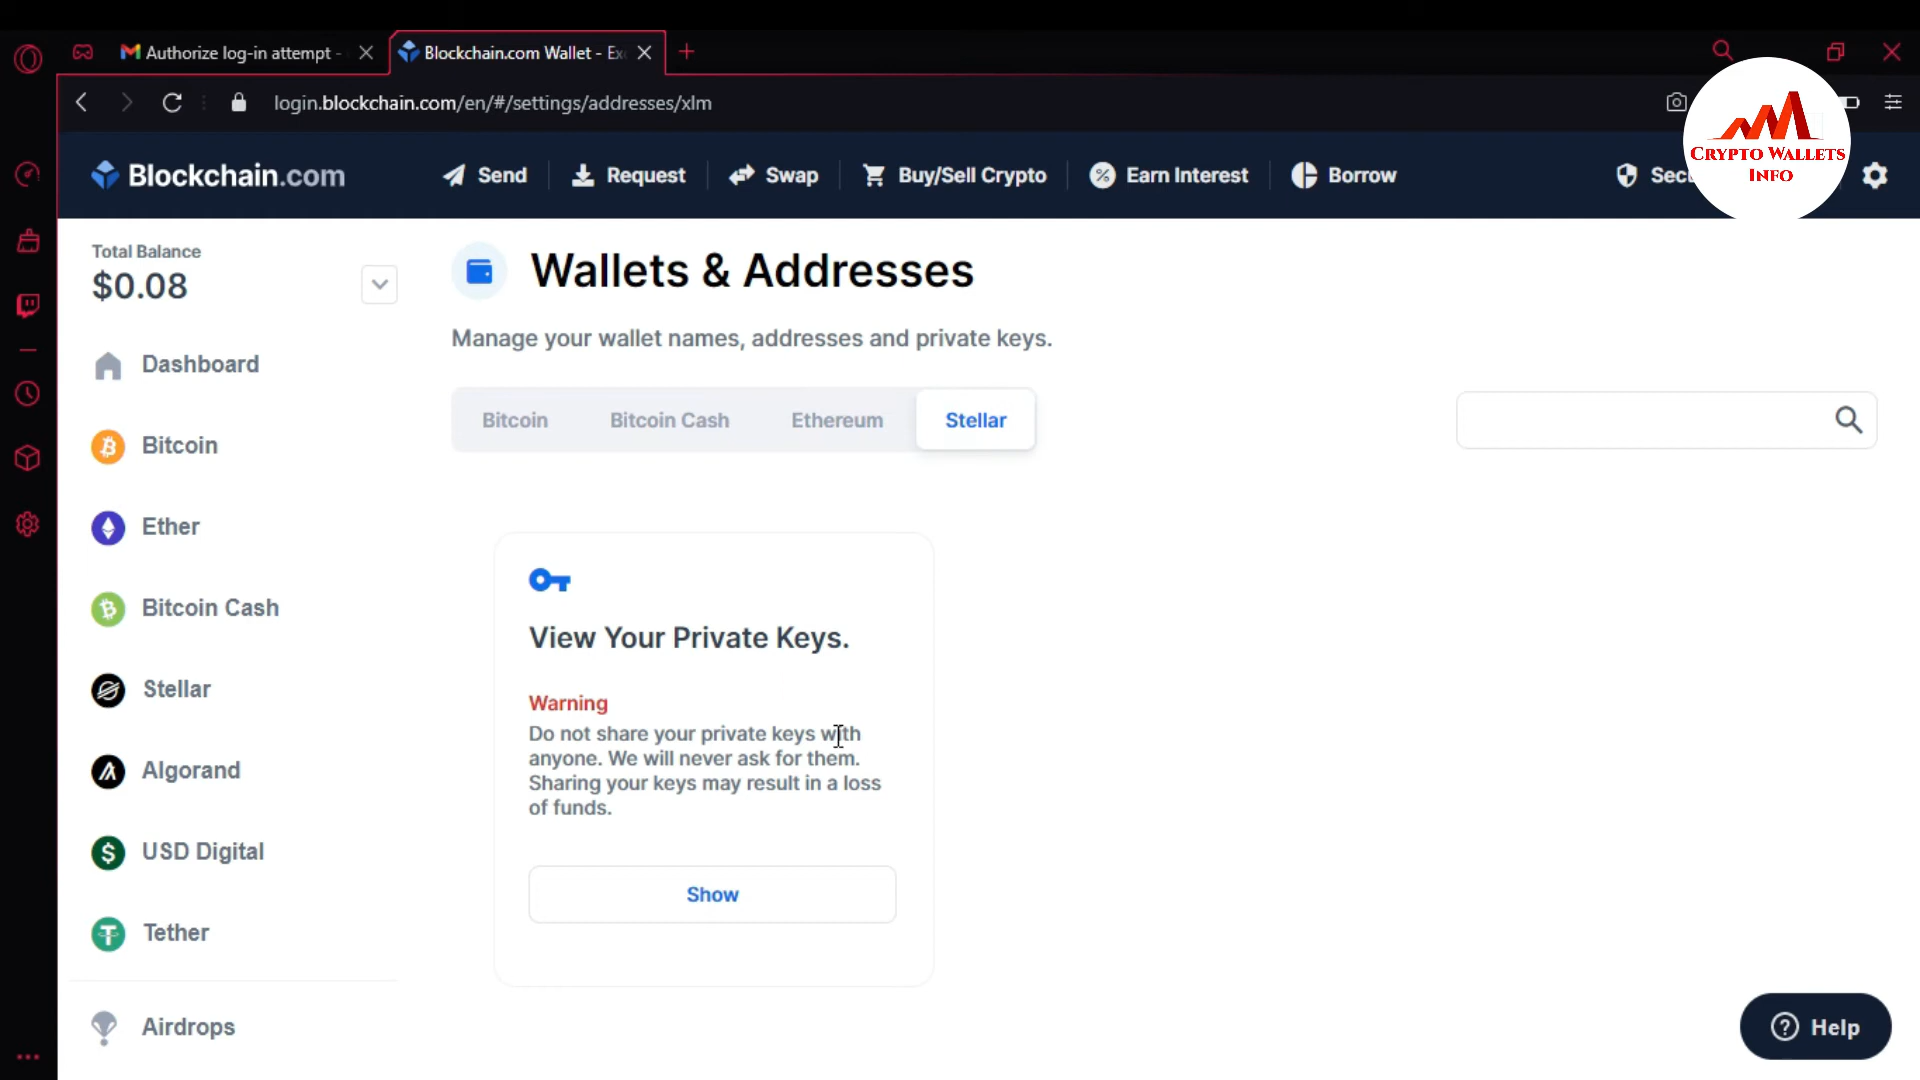 Authorize log-in attempt -
Blockchain.com Wallet - Ex
login.blockchain.com/en/#/settings/addresses/xlm
Blockchain.com
Send
Request
Swap
Buy/Sell Crypto
Earn Interest
Borrow
Sec
CRYPTO WALLETS
INFO
Total Balance
$0.08
Dashboard
Bitcoin
Ether
Bitcoin Cash
Stellar
Algorand
USD Digital
Tether
Airdrops
Wallets & Addresses
Manage your wallet names, addresses and private keys.
Bitcoin
Bitcoin Cash
Ethereum
Stellar
View Your Private Keys.
Warning
Do not share your private keys with
anyone. We will never ask for them.
Sharing your keys may result in a loss
of funds.
Show
Help